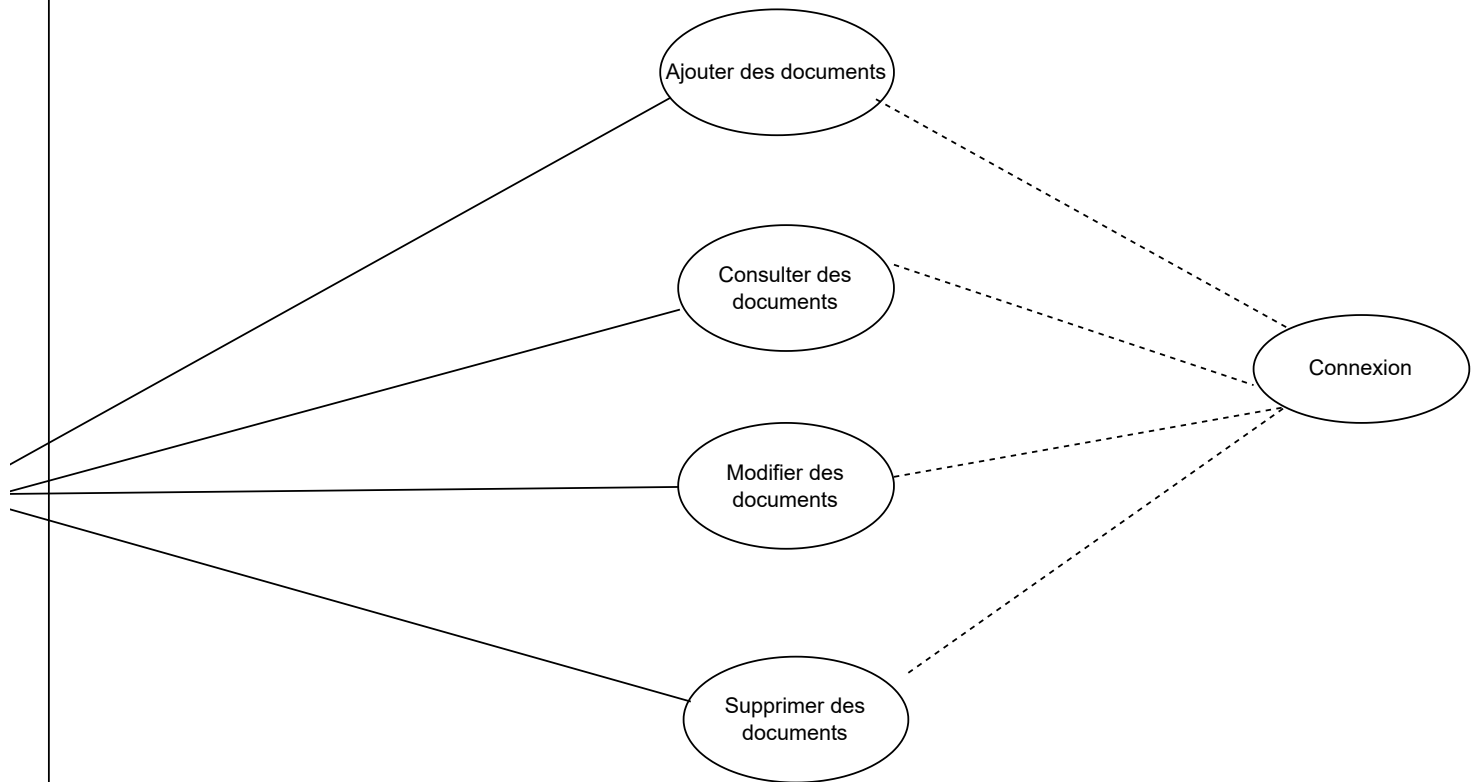 Ajouter des documents
Consulter des
documents
Connexion
Modifier des
documents
Supprimer des
documents